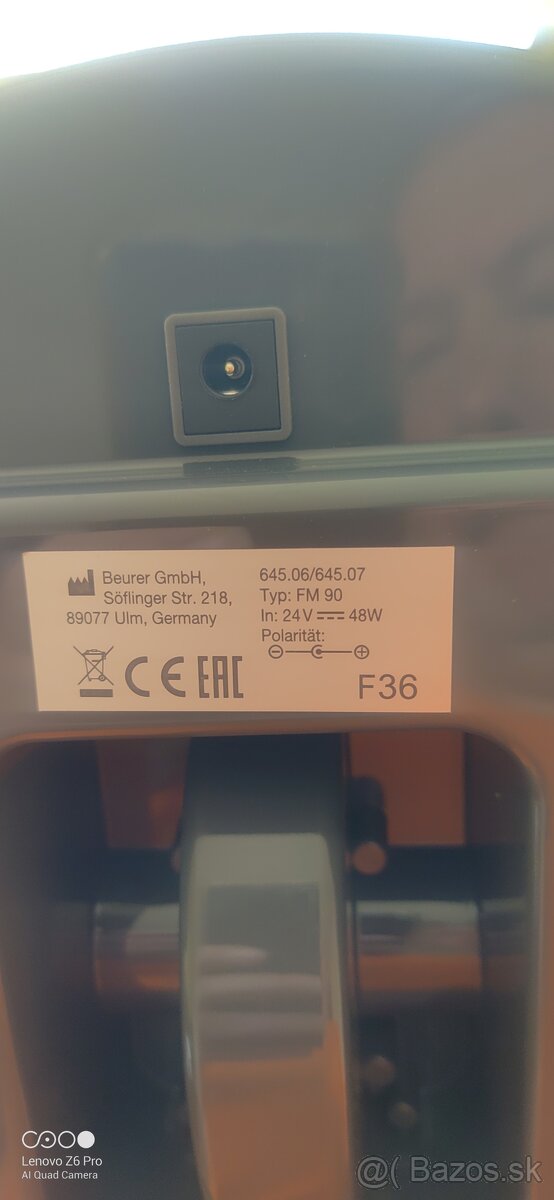 Beurer GmbH,
Söflinger Str. 218,
89077 Ulm, Germany
645.06/645.07
Typ: FM 90
In: 24V 48W
Polarität:
CE EAC
F36
Lenovo Z6 Pro
AI Quad Camera
@( Bazos.sk